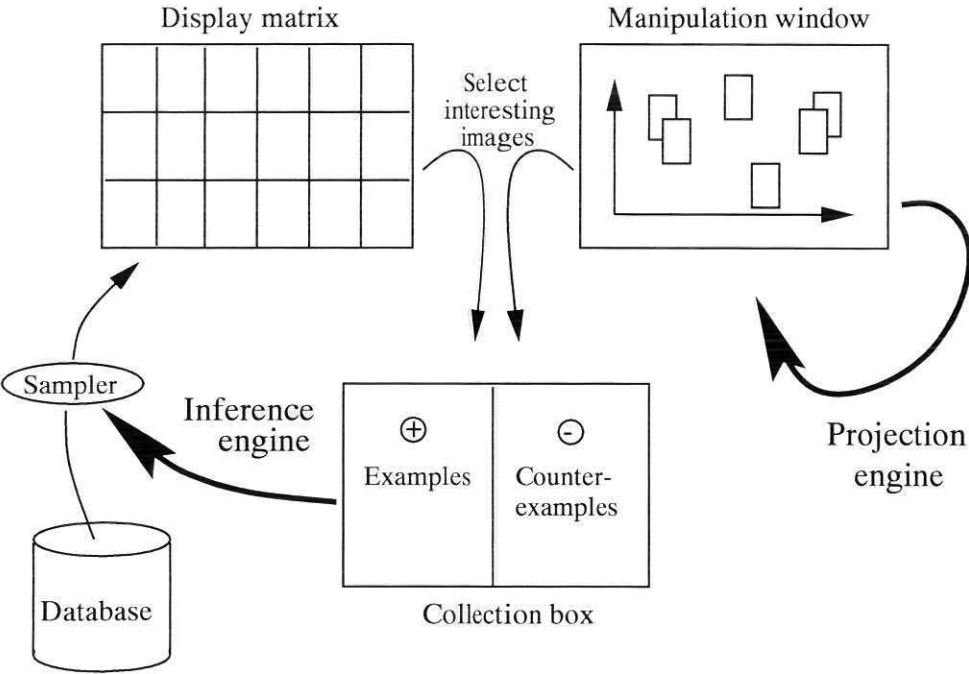 Display matrix
Manipulation window
Select
interesting
images
Sampler
Inference
engine
+
Examples
-
Counter-
examples
Projection
engine
Database
Collection box